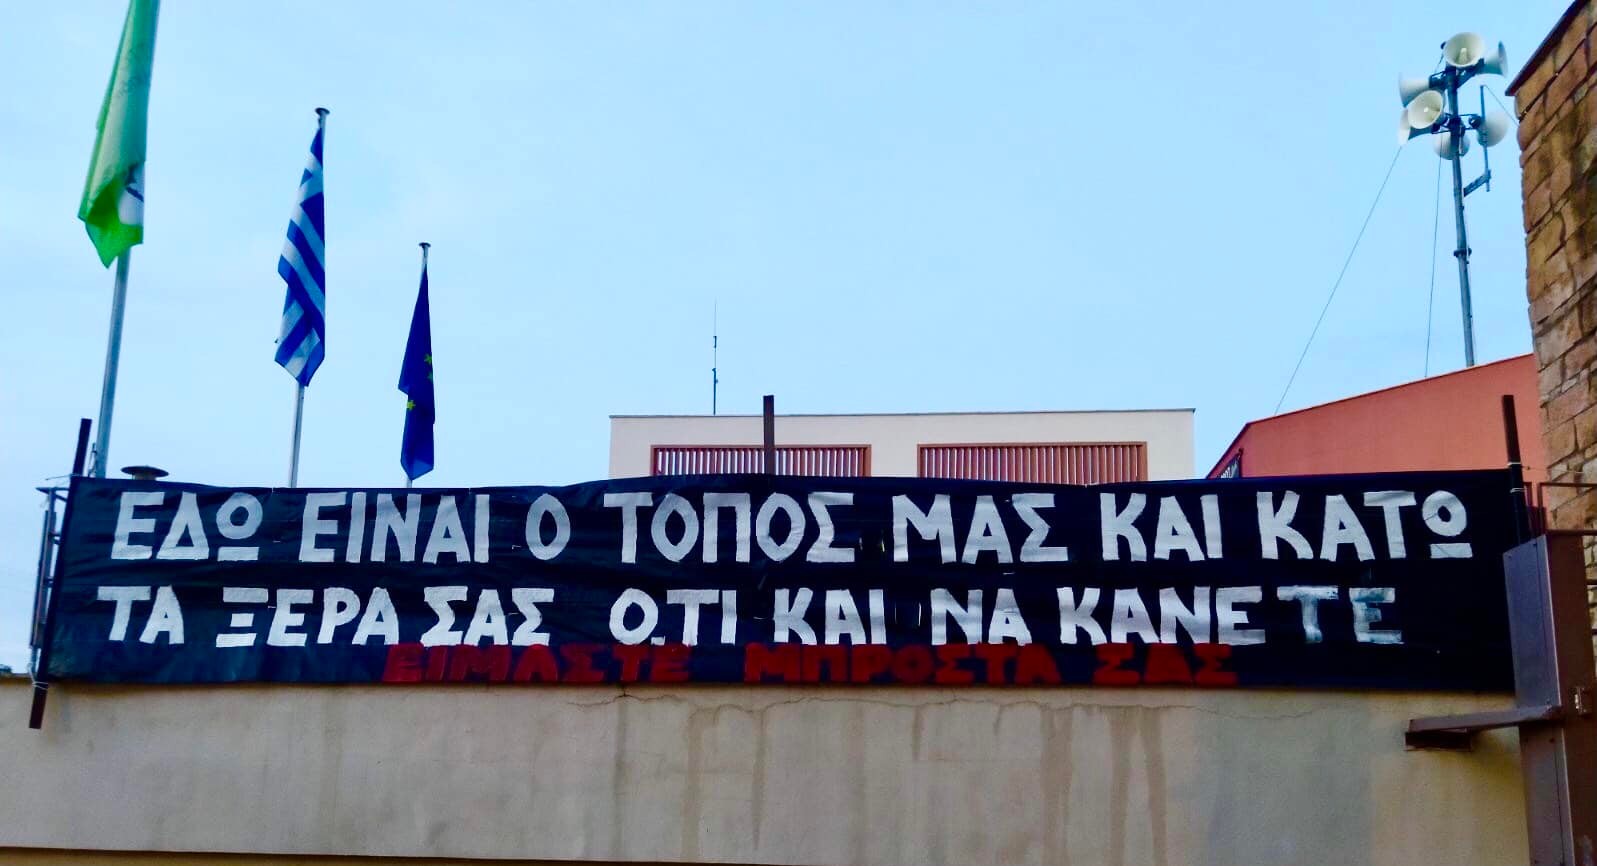 ΕΔΩ ΕΙΝΑΙ Ο ΤΟΠΟΣ ΜΑΣ ΚΑΙ ΚΑΤΩ
ΤΑ ΞΕΡΑ ΣΑΣ Ο,ΤΙ ΚΑΙ ΝΑ ΚΑΝΕΤΕ
ΕΙΜΑΣΤΕ ΜΠΡΟΣΤΑ ΣΑΣ